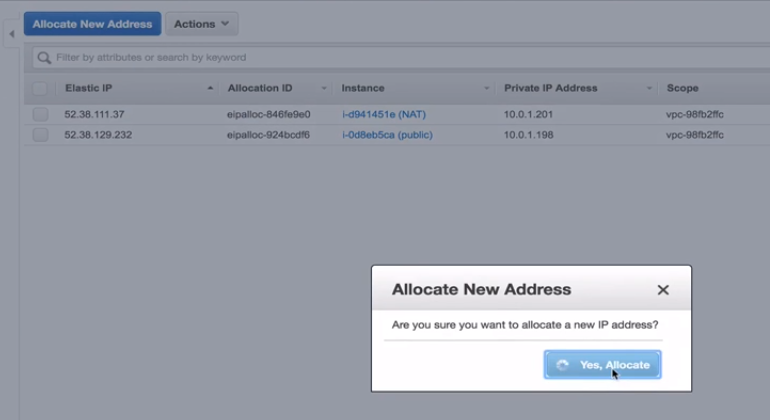 Allocate New Address Actions
Filter by attributes or search by keyword
Elastic IP Allocation ID Instance Private IP Address Scope
52.38.111.37 eipalloc-846fe9e0 i-d941451e (NAT) 10.0.1.201 vpc-98fb2ffc
52.38.129.232 eipalloc-924bcdf6 i-0d8eb5ca (public) 10.0.1.198 vpc-98fb2ffc
Allocate New Address
Are you sure you want to allocate a new IP address?
Yes, Allocate